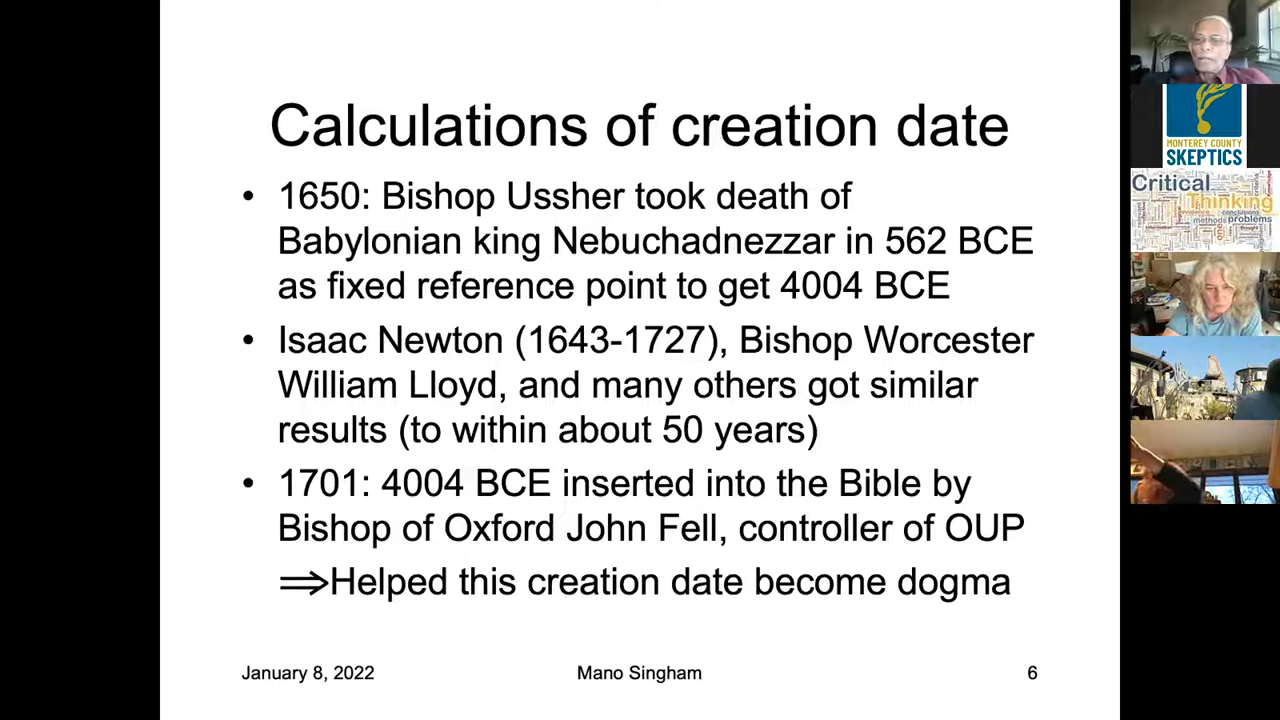 Calculations of creation date
• 1650: Bishop Ussher took death of
Babylonian king Nebuchadnezzar in 562 BCE
as fixed reference point to get 4004 BCE
• Isaac Newton (1643-1727), Bishop Worcester
William Lloyd, and many others got similar
results (to within about 50 years)
• 1701: 4004 BCE inserted into the Bible by
Bishop of Oxford John Fell, controller of OUP
⇒Helped this creation date become dogma
January 8, 2022
Mano Singham
6
MONTEREY COUNTY
SKEPTICS
Critical
Thinking
conclusions
methods problems